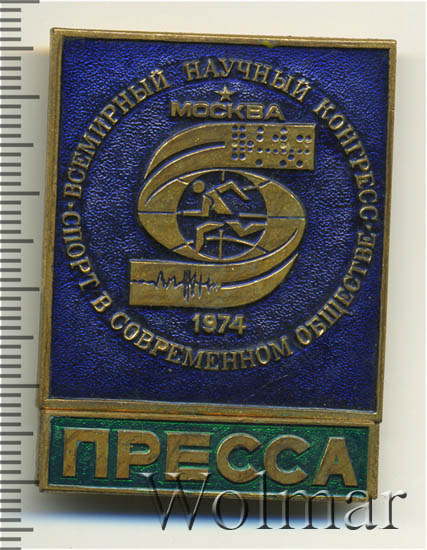 ВСЕМИРНЫЙ НАУЧНЫЙ КОНГРЕСС·
СПОРТ В СОВРЕМЕННОМ ОБЩЕСТВЕ·
МОСКВА
1974
ПРЕССА
Wolmar